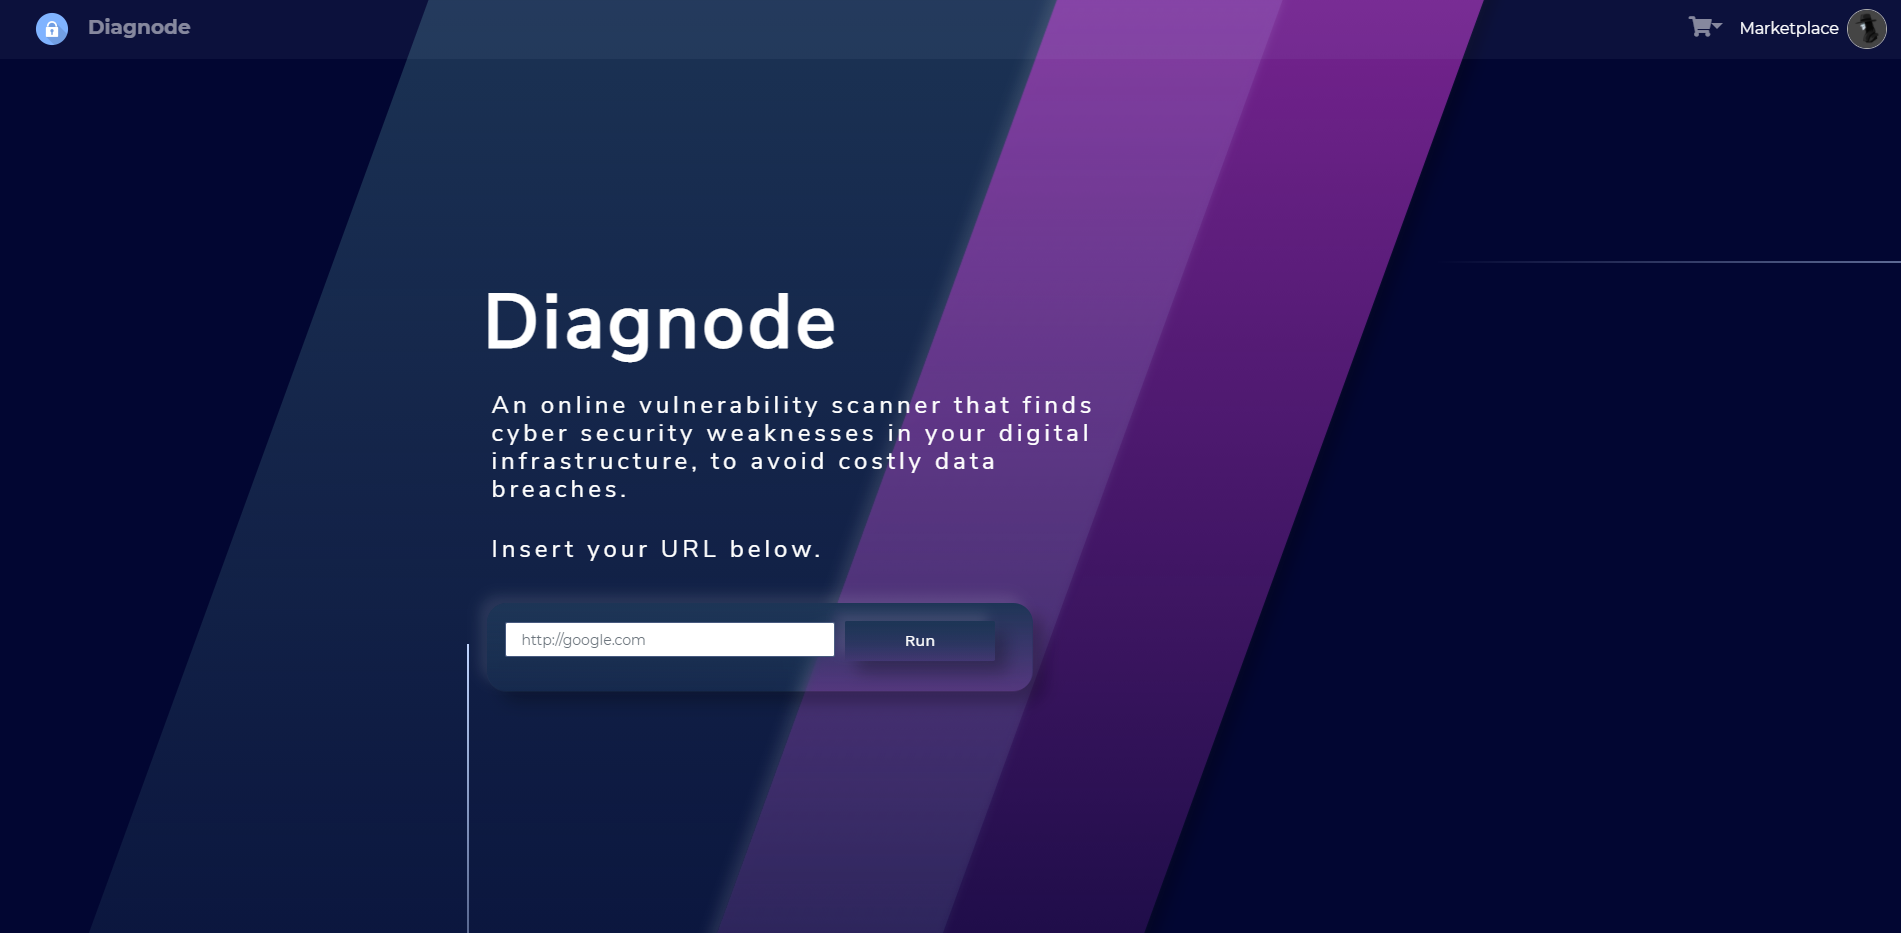 Diagnode
Marketplace
Diagnode
An online vulnerability scanner that finds
cyber security weaknesses in your digital
infrastructure, to avoid costly data
breaches.
Insert your URL below.
http://google.com
Run